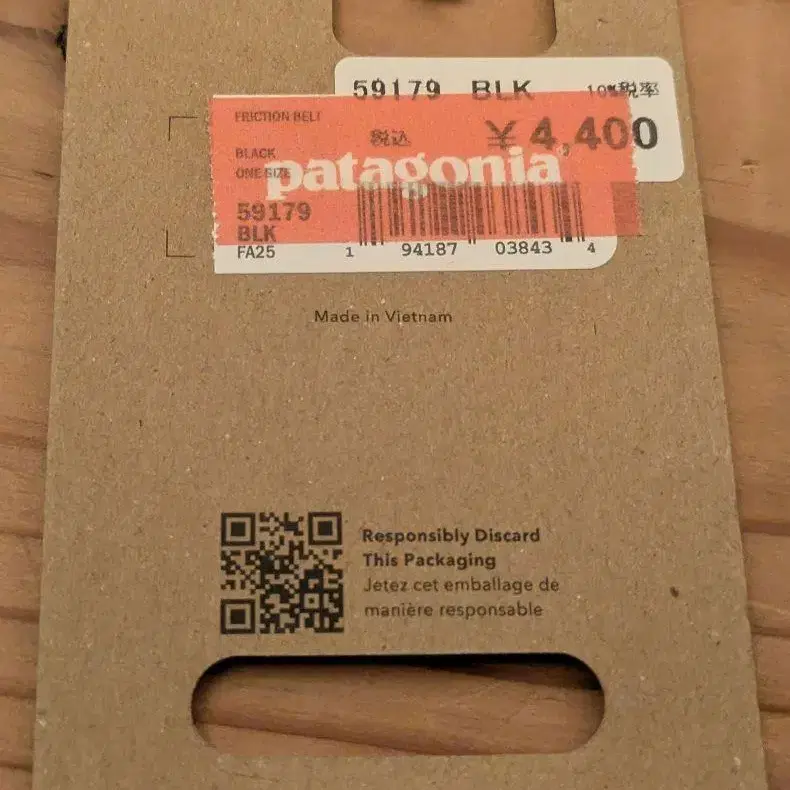 59179 BLK 10%税率
税込 ¥4,400
FRICTION BELT
BLACK
ONE SIZE
patagonia
59179
BLK
FA25
1 94187 03843 4
Made in Vietnam
Responsibly Discard
This Packaging
Jetez cet emballage de
manière responsable